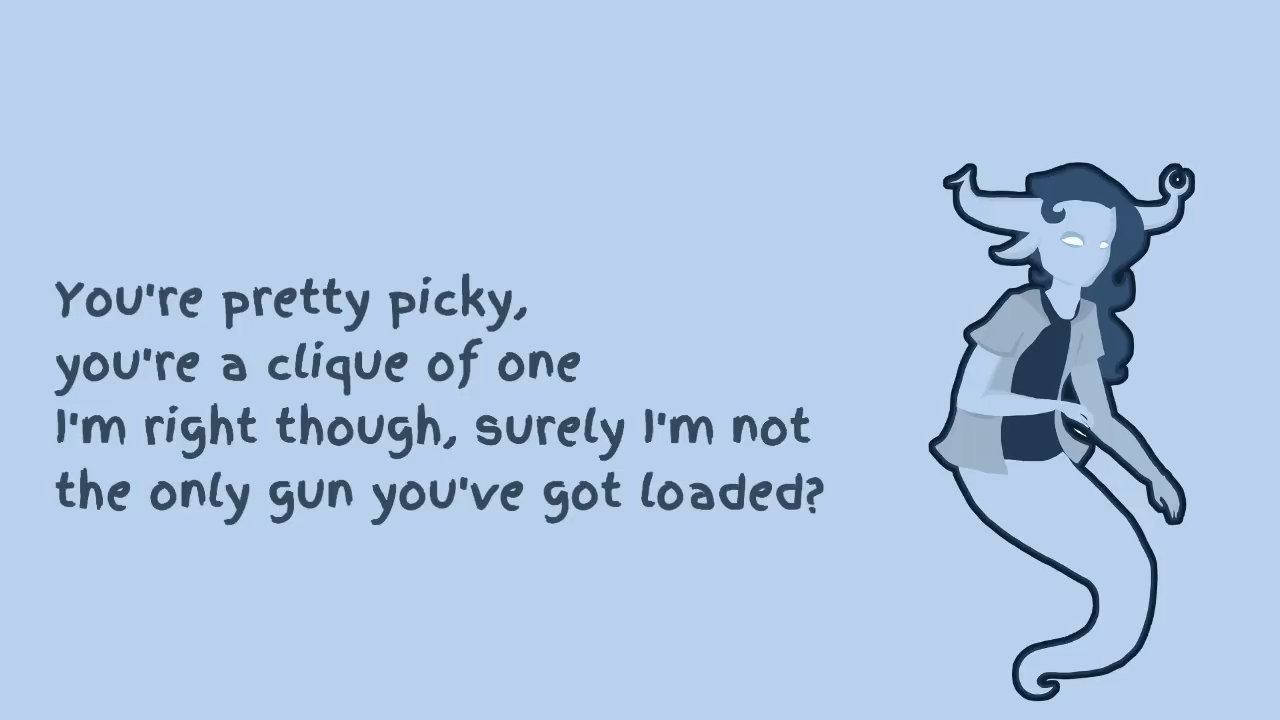 You're pretty picky,
you're a clique of one
I'm right though, surely I'm not
the only gun you've got loaded?